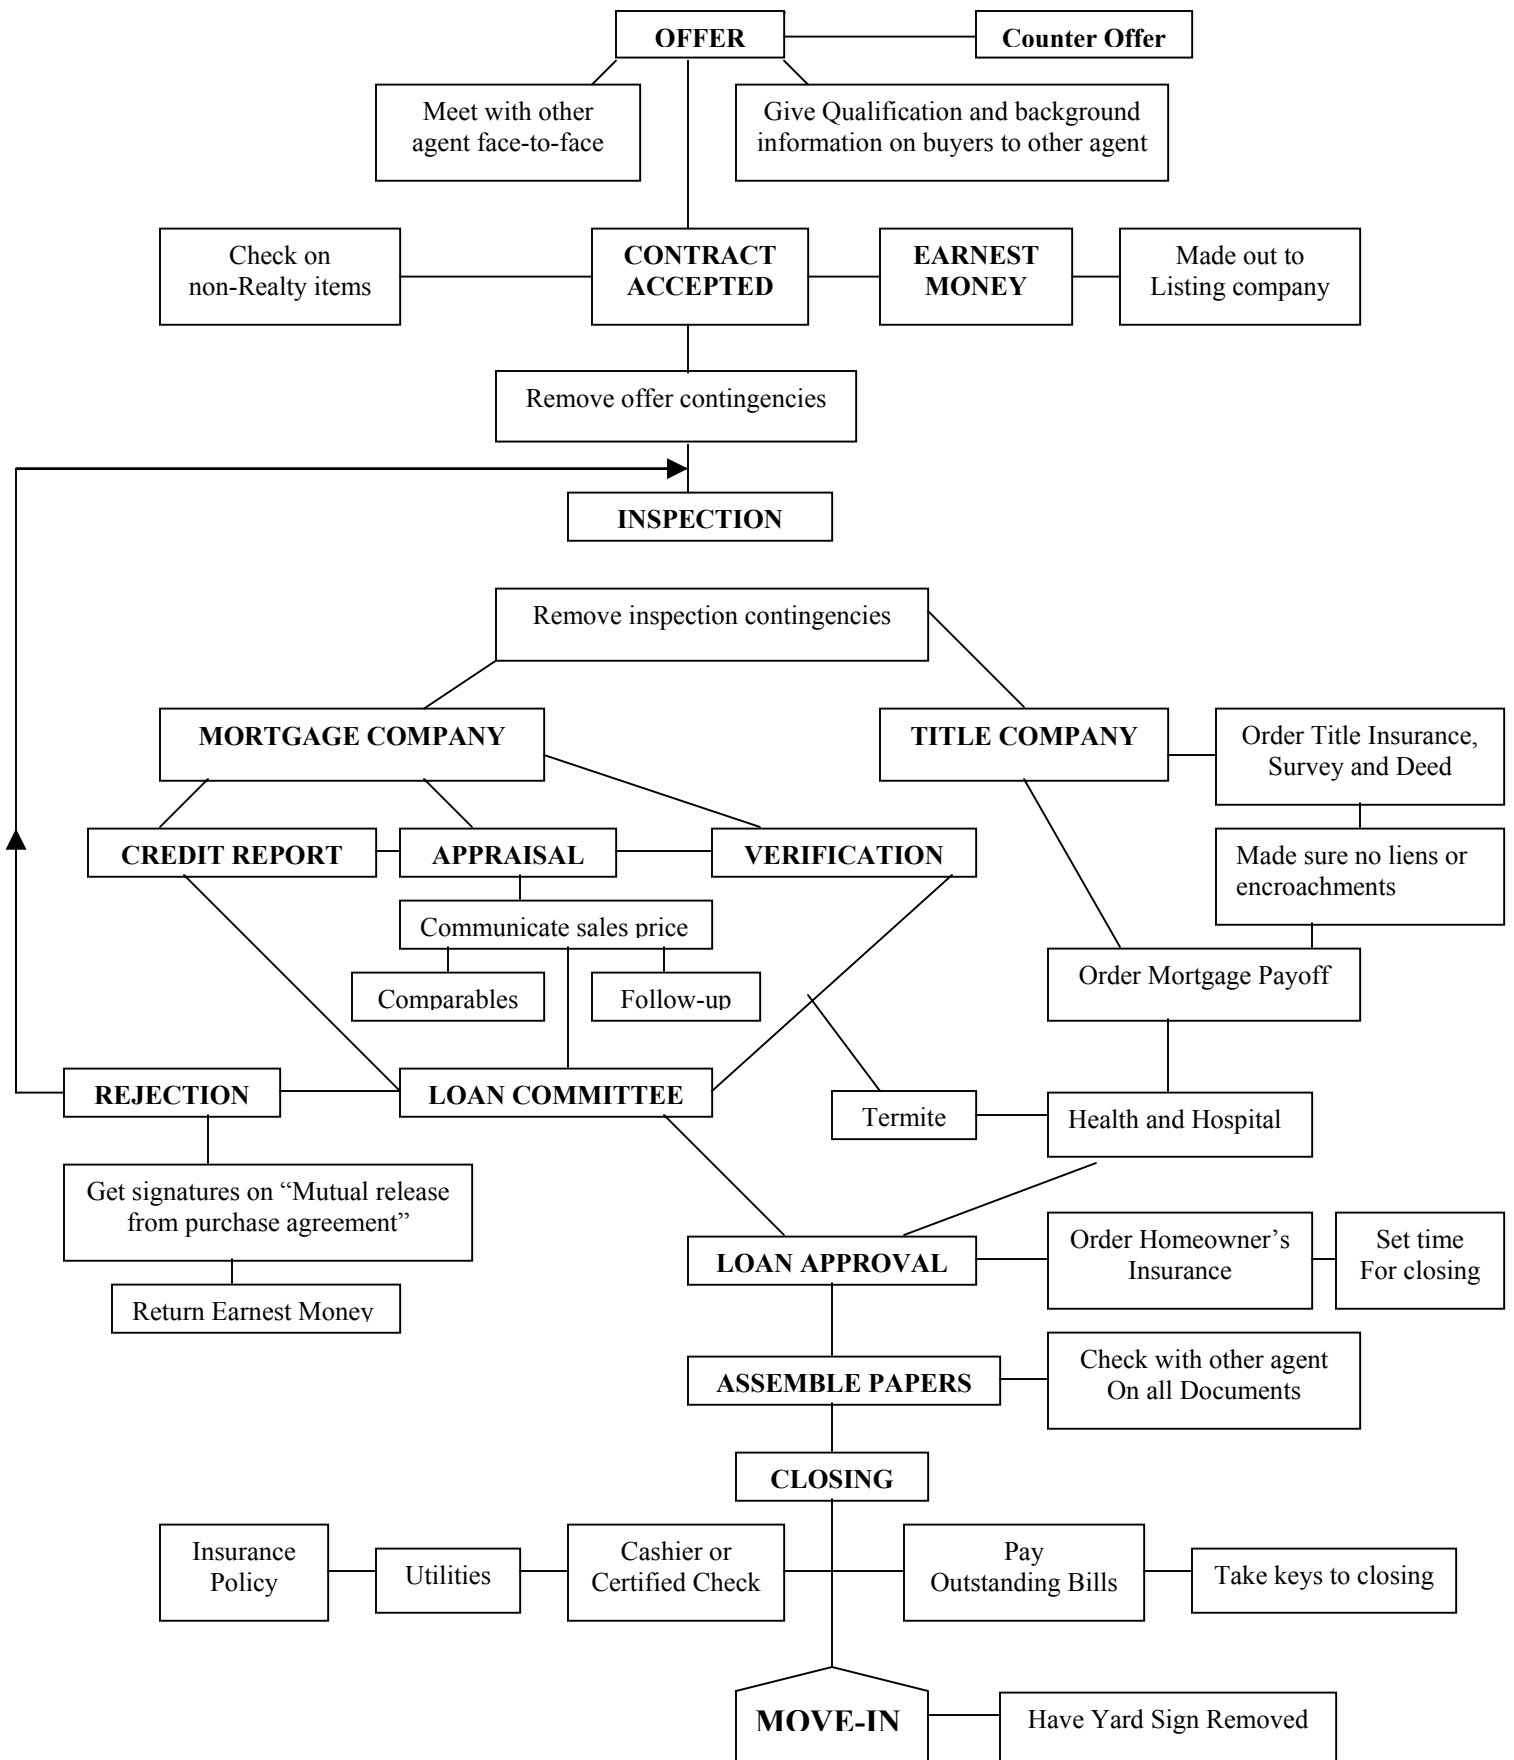 OFFER
Counter Offer
Meet with other
agent face-to-face
Give Qualification and background
information on buyers to other agent
Check on
non-Realty items
CONTRACT
ACCEPTED
EARNEST
MONEY
Made out to
Listing company
Remove offer contingencies
INSPECTION
Remove inspection contingencies
MORTGAGE COMPANY
TITLE COMPANY
Order Title Insurance,
Survey and Deed
CREDIT REPORT
APPRAISAL
VERIFICATION
Made sure no liens or
encroachments
Communicate sales price
Comparables
Follow-up
Order Mortgage Payoff
REJECTION
LOAN COMMITTEE
Termite
Health and Hospital
Get signatures on “Mutual release
from purchase agreement”
Return Earnest Money
LOAN APPROVAL
Order Homeowner’s
Insurance
Set time
For closing
ASSEMBLE PAPERS
Check with other agent
On all Documents
CLOSING
Insurance
Policy
Utilities
Cashier or
Certified Check
Pay
Outstanding Bills
Take keys to closing
MOVE-IN
Have Yard Sign Removed